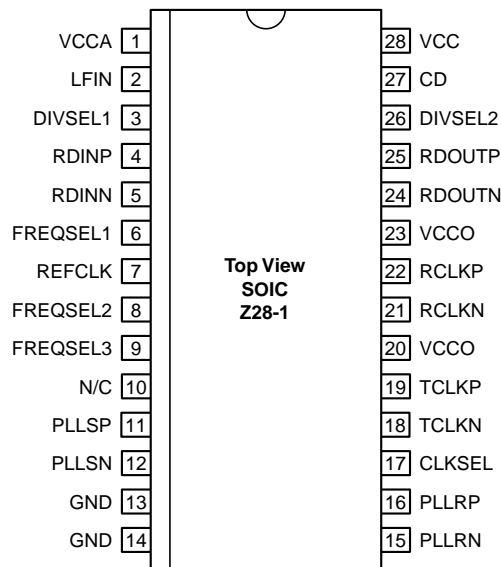 VCCA 1 28 VCC
LFIN 2 27 CD
DIVSEL1 3 26 DIVSEL2
RDINP 4 25 RDOUTP
RDINN 5 24 RDOUTN
FREQSEL1 6 23 VCCO
REFCLK 7 Top View 22 RCLKP
SOIC
FREQSEL2 8 Z28-1 21 RCLKN
FREQSEL3 9 20 VCCO
N/C 10 19 TCLKP
PLLSP 11 18 TCLKN
PLLSN 12 17 CLKSEL
GND 13 16 PLLRP
GND 14 15 PLLRN